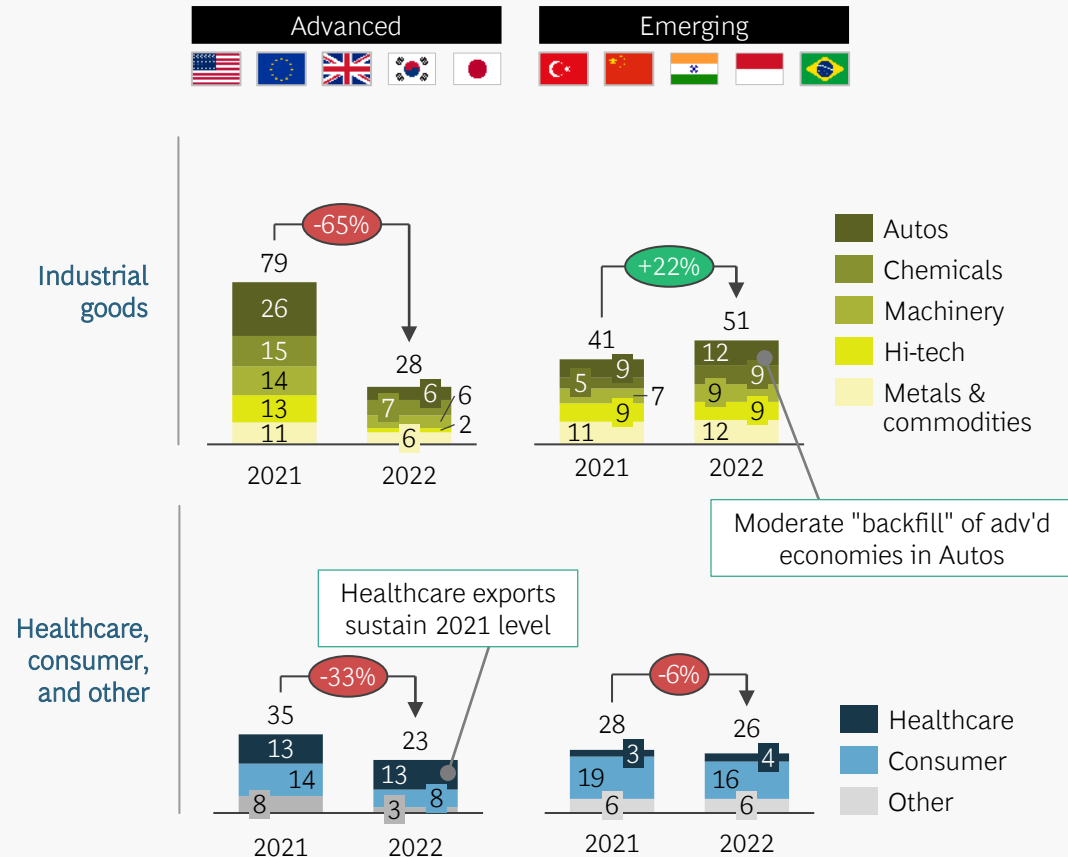 Advanced
Emerging
Industrial
goods
-65%
79
26
15
14
13
11
2021
28
6
7
6
2
6
2022
+22%
41
9
5
7
9
11
2021
51
12
9
9
9
12
2022
Autos
Chemicals
Machinery
Hi-tech
Metals &
commodities
Moderate "backfill" of adv'd
economies in Autos
Healthcare,
consumer,
and other
Healthcare exports
sustain 2021 level
-33%
35
13
14
8
2021
23
13
8
3
2022
-6%
28
3
19
6
2021
26
4
16
6
2022
Healthcare
Consumer
Other